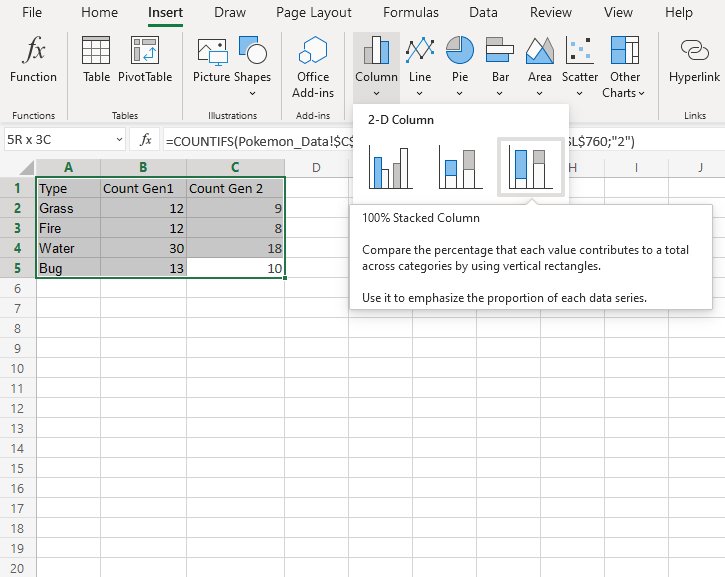 File Home Insert Draw Page Layout Formulas Data Review View Help
Function Table PivotTable Picture Shapes Office Add-ins Column Line Pie Bar Area Scatter Other Charts Hyperlink
Functions Tables Illustrations Add-ins Links
2-D Column
5R x 3C fx =COUNTIFS(Pokemon_Data!$C$ $L$760;"2")
A B C D H I J
1 Type Count Gen1 Count Gen 2
2 Grass 12 9
3 Fire 12 8
4 Water 30 18
5 Bug 13 10
100% Stacked Column
Compare the percentage that each value contributes to a total
across categories by using vertical rectangles.
Use it to emphasize the proportion of each data series.
6
7
8
9
10
11
12
13
14
15
16
17
18
19
20